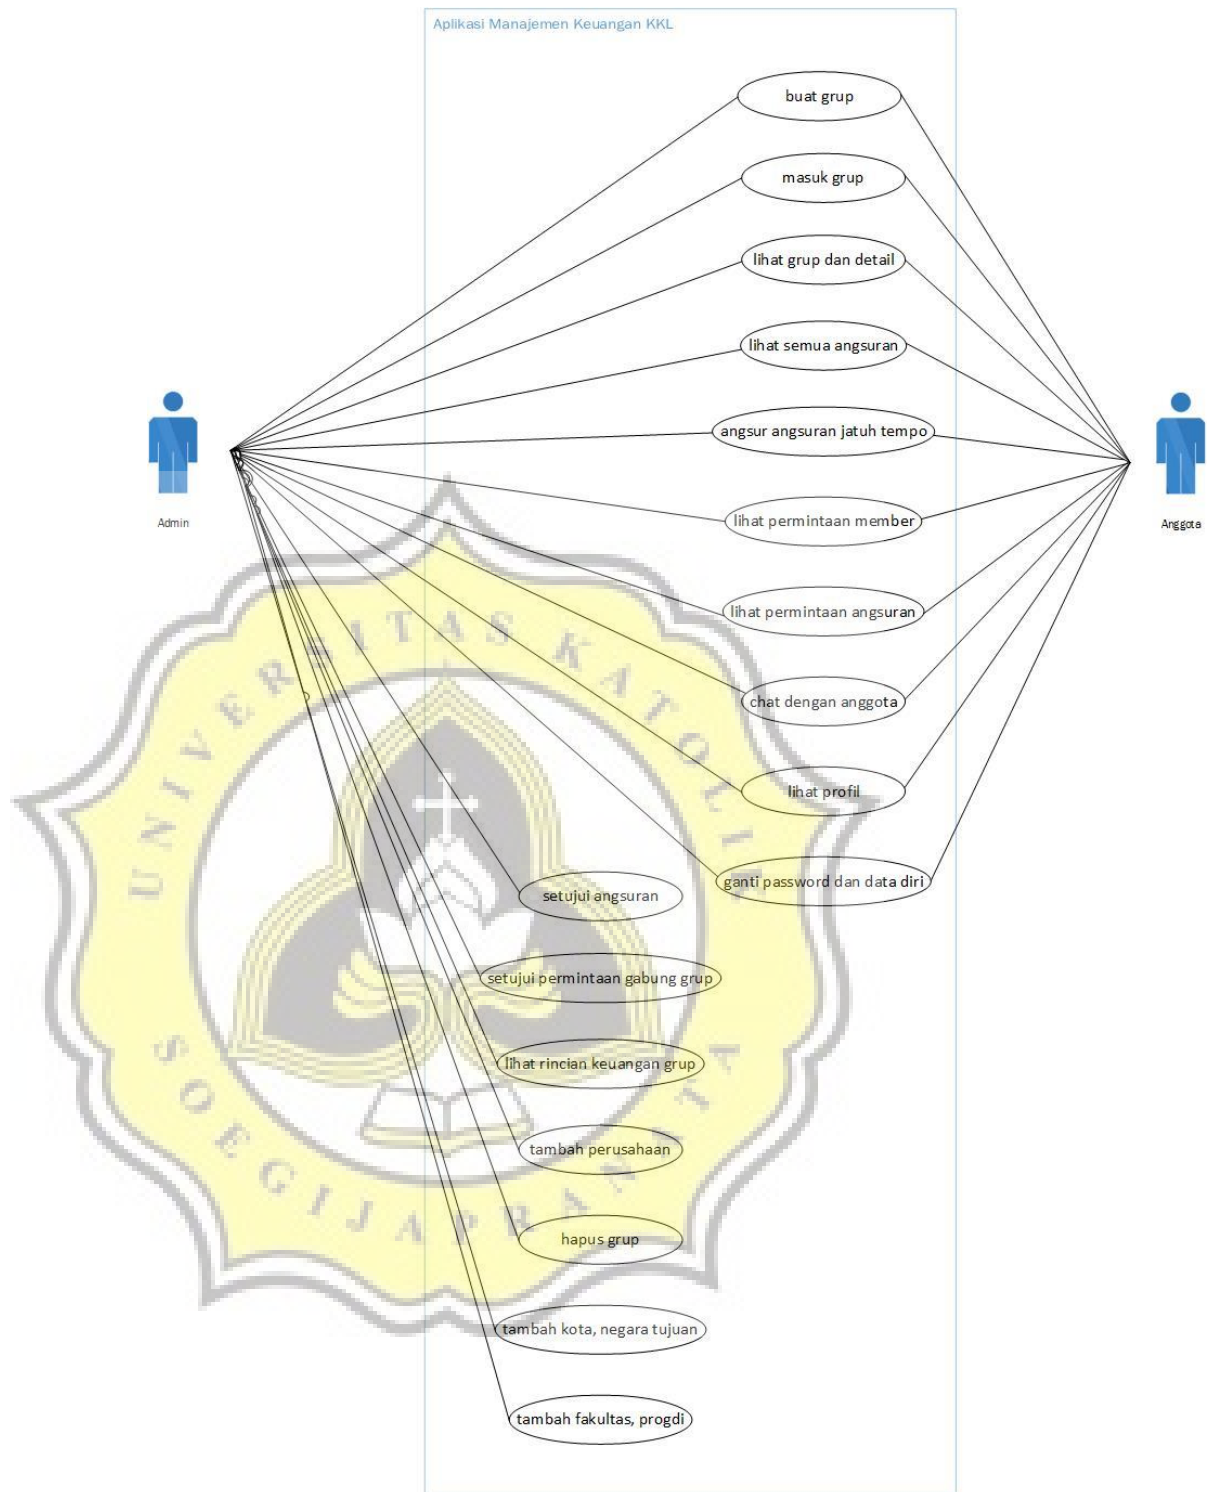 Aplikasi Manajemen Keuangan KKL
buat grup
masuk grup
lihat grup dan detail
lihat semua angsuran
angsur angsuran jatuh tempo
lihat permintaan member
Admin
Anggota
lihat permintaan angsuran
chat dengan anggota
lihat profil
ganti password dan data diri
setujui angsuran
setujui permintaan gabung grup
lihat rincian keuangan grup
tambah perusahaan
hapus grup
tambah kota, negara tujuan
tambah fakultas, progdi
UNIVERSITAS KATOLIK
SOEGIJAPRANATA